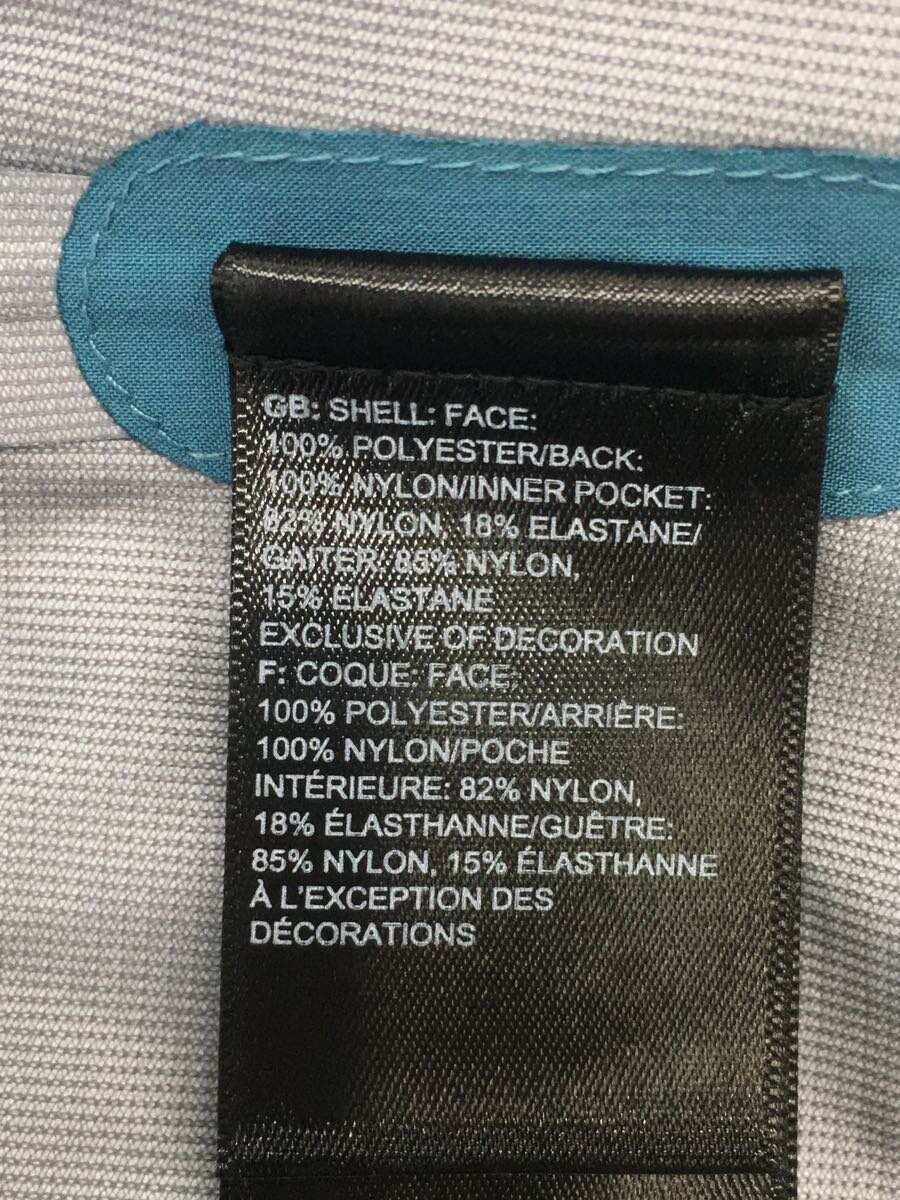 GB: SHELL: FACE:
100% POLYESTER/BACK:
100% NYLON/INNER POCKET:
82% NYLON, 18% ELASTANE/
GAITER: 85% NYLON,
15% ELASTANE
EXCLUSIVE OF DECORATION
F: COQUE: FACE:
100% POLYESTER/ARRIÈRE:
100% NYLON/POCHE
INTÉRIEURE: 82% NYLON,
18% ÉLASTHANNE/GUÊTRE:
85% NYLON, 15% ÉLASTHANNE
À L'EXCEPTION DES
DÉCORATIONS